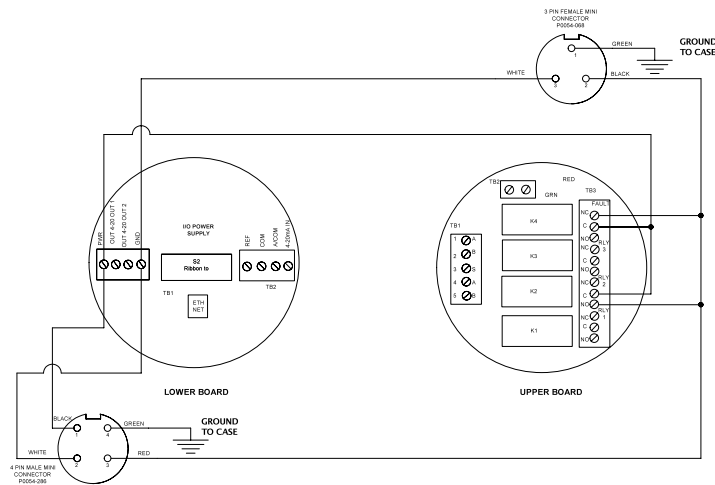 3 PIN FEMALE MINI
CONNECTOR
P0054-068
GREEN
GROUND
TO CASE
1
WHITE
3
2
BLACK
PWR
OUT 4-20 OUT 1
OUT 4-20 OUT 2
GND
I/O POWER
SUPPLY
S2
Ribbon to
TB1
ETH
NET
REF
COM
A/COM
4-20mA IN
TB2
LOWER BOARD
TB2
RED
GRN
TB3
FAULT
TB1
1 A
2 B
3 S
4 A
5 B
K4
K3
K2
K1
NC
C
NO
RLY
3
NC
C
NO
RLY
2
NC
C
NO
RLY
1
NC
C
NO
UPPER BOARD
BLACK
1
4
GREEN
GROUND
TO CASE
WHITE
2
3
RED
4 PIN MALE MINI
CONNECTOR
P0054-286